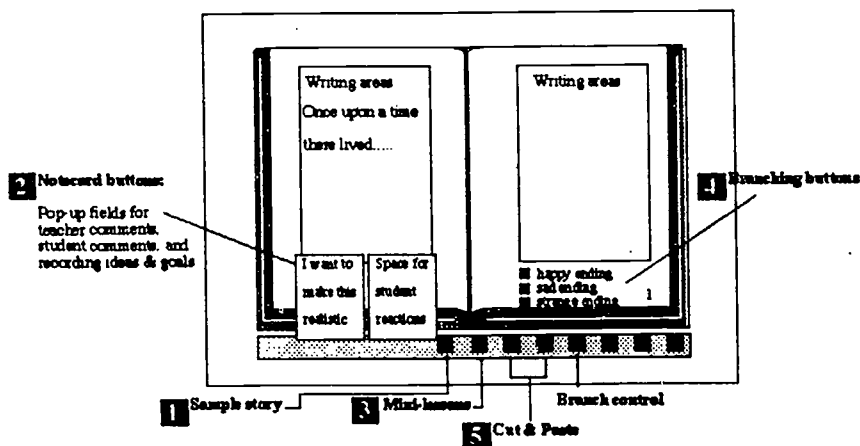 Writing areas
Once upon a time
there lived.....
Writing areas
2 Notecard buttons:
Pop-up fields for
teacher comments,
student comments, and
recording ideas & goals
I want to
make this
realistic
Space for
student
reactions
4 Branching buttons
happy ending
sad ending
strange ending
1
1 Sample story
3 Mini-lessons
Branch control
5 Cut & Paste